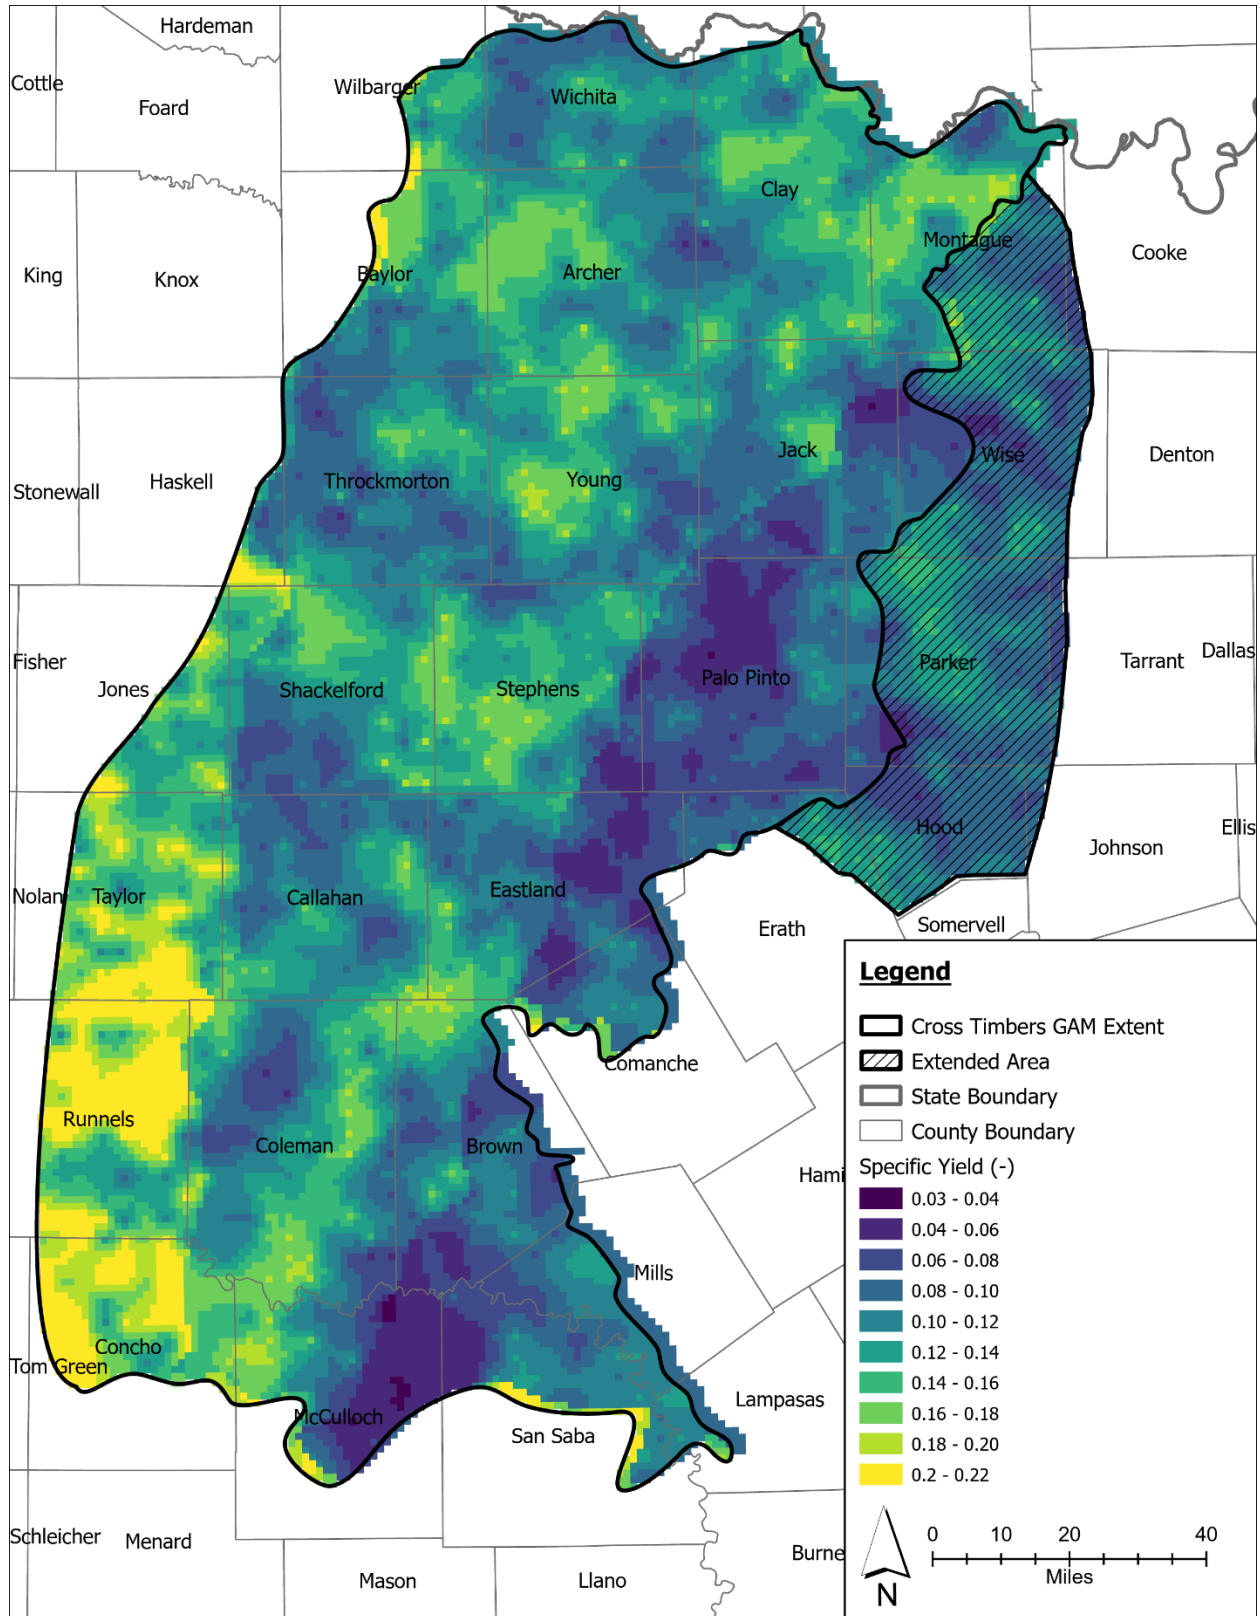 Hardeman
Cottle
Wilbarger
Wichita
Foard
Clay
Montague
Cooke
King
Knox
Baylor
Archer
Jack
Wise
Denton
Stonewall
Haskell
Throckmorton
Young
Fisher
Jones
Shackelford
Stephens
Palo Pinto
Parker
Tarrant
Dallas
Hood
Johnson
Ellis
Nolan
Taylor
Callahan
Eastland
Erath
Somervell
Comanche
Runnels
Coleman
Brown
Hami
Mills
Concho
Tom Green
McCulloch
San Saba
Lampasas
Schleicher
Menard
Mason
Llano
Burne
Legend
Cross Timbers GAM Extent
Extended Area
State Boundary
County Boundary
Specific Yield (-)
0.03 - 0.04
0.04 - 0.06
0.06 - 0.08
0.08 - 0.10
0.10 - 0.12
0.12 - 0.14
0.14 - 0.16
0.16 - 0.18
0.18 - 0.20
0.2 - 0.22
N
0 10 20 40
Miles